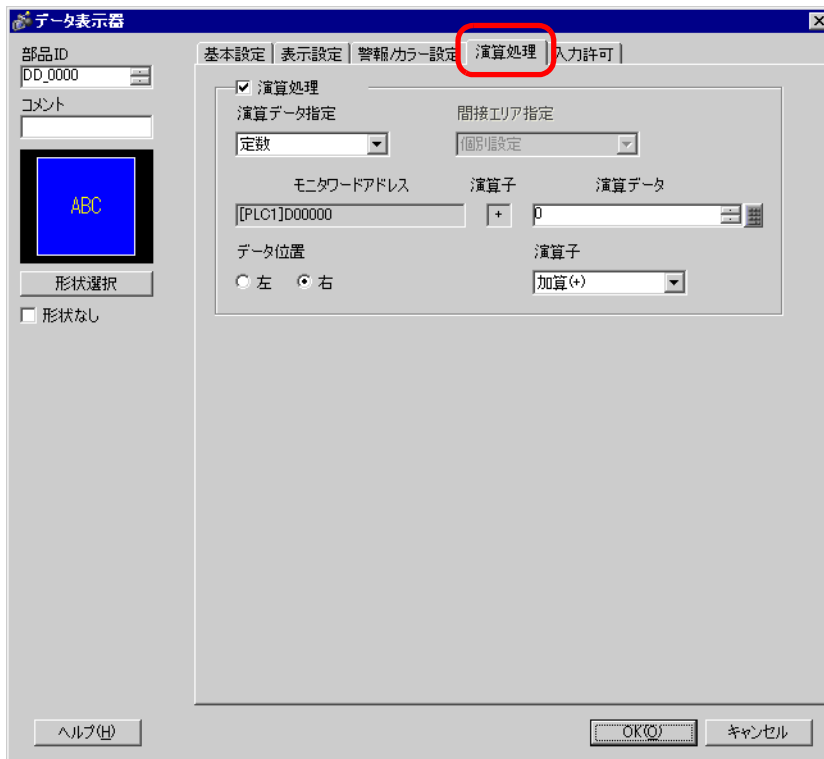 データ表示器
部品ID
DD_0000
コメント
ABC
形状選択
形状なし
基本設定 表示設定 警報/カラー設定 演算処理 入力許可
演算処理
演算データ指定 間接エリア指定
定数 個別設定
モニタワードアドレス 演算子 演算データ
[PLC1]D00000 + 0
データ位置 演算子
左 右 加算(+)
ヘルプ(H) OK(O) キャンセル